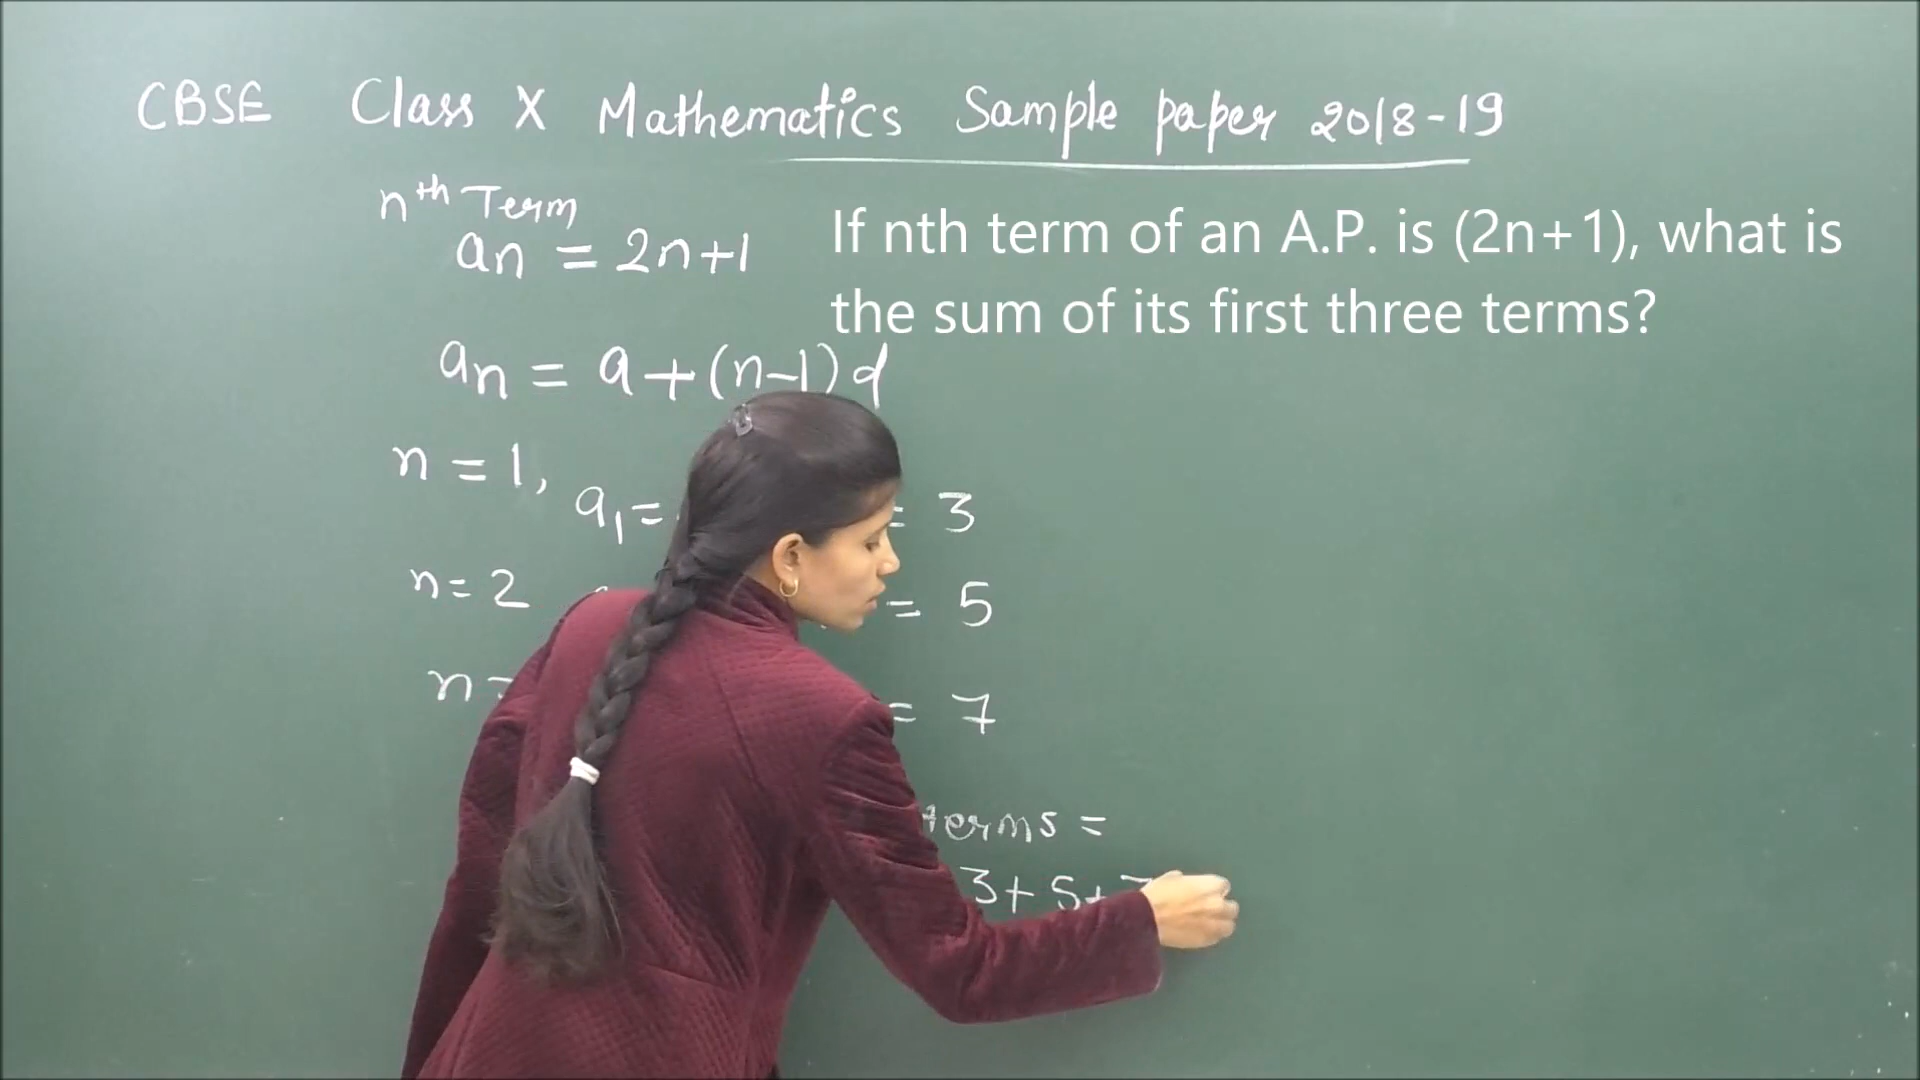 CBSE Class X Mathematics Sample paper 2018-19
nth Term
an = 2n+1
If nth term of an A.P. is (2n+1), what is
the sum of its first three terms?
an = a+(n-1)d
n = 1,
a1= = 3
n=2 = 5
n= = 7
terms =
3+5+7